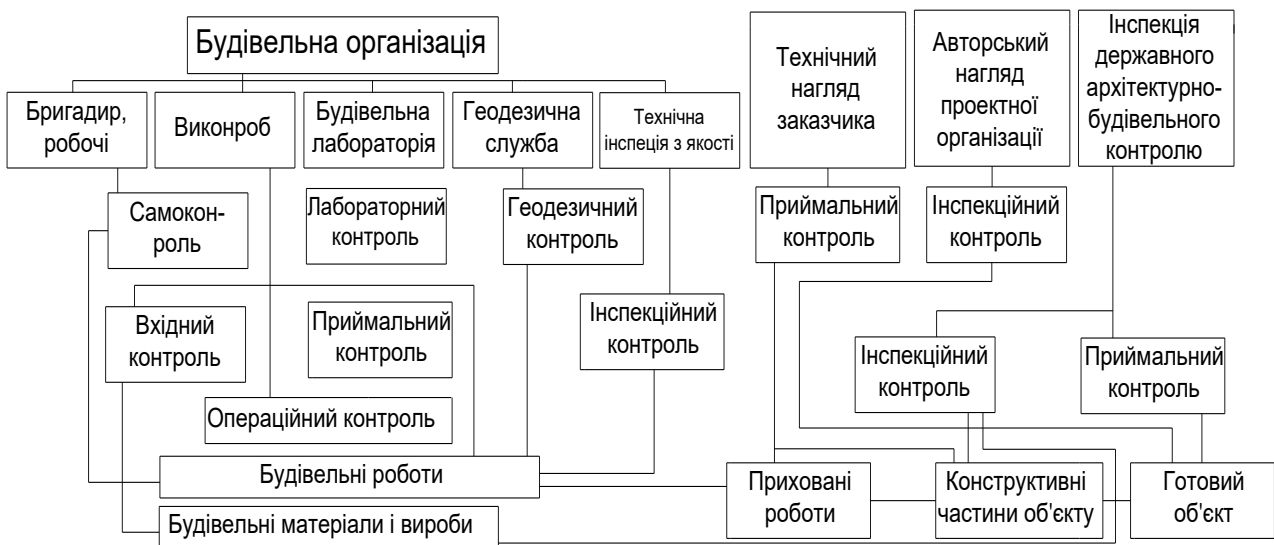 Будівельна організація
Технічний
нагляд
заказчика
Авторський
нагляд
проектної
організації
Інспекція
державного
архітектурно-
будівельного
контролю
Бригадир,
робочі
Виконроб
Будівельна
лабораторія
Геодезична
служба
Технічна
інспеція з якості
Самокон-
роль
Лабораторний
контроль
Геодезичний
контроль
Приймальний
контроль
Інспекційний
контроль
Вхідний
контроль
Приймальний
контроль
Інспекційний
контроль
Інспекційний
контроль
Приймальний
контроль
Операційний контроль
Будівельні роботи
Приховані
роботи
Конструктивні
частини об'єкту
Готовий
об'єкт
Будівельні матеріали і вироби